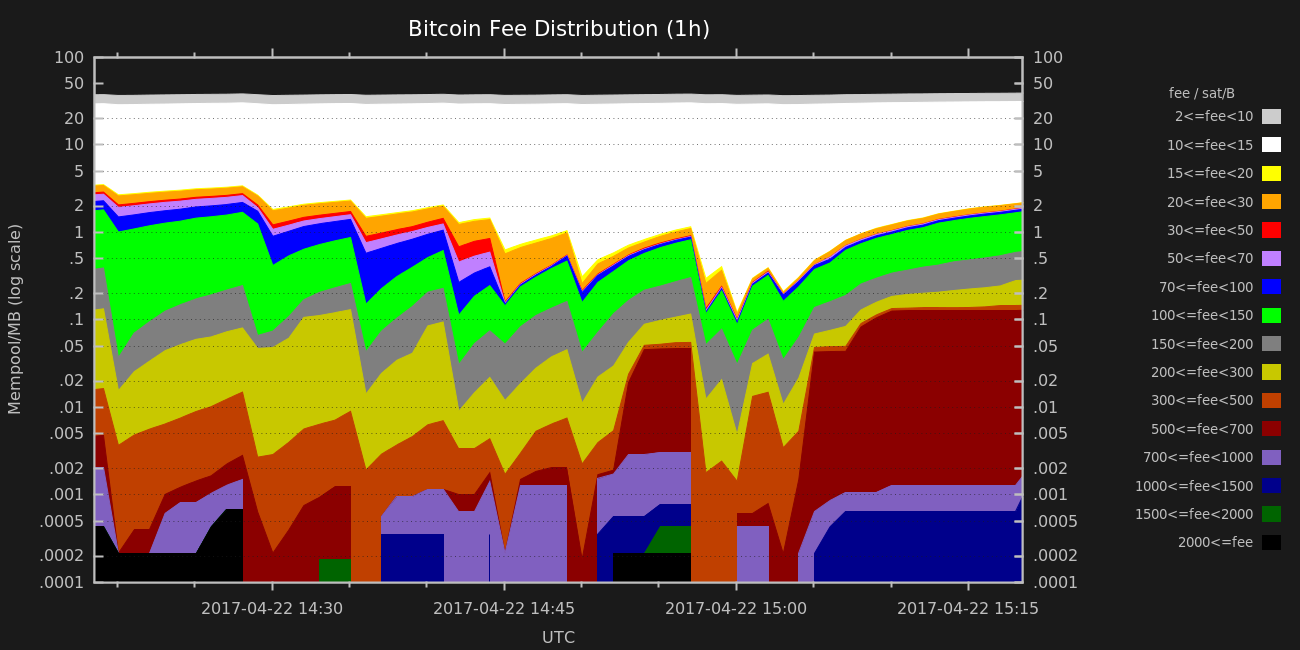 Bitcoin Fee Distribution (1h)
100
50
20
10
5
2
1
.5
.2
.1
.05
.02
.01
.005
.002
.001
.0005
.0002
.0001
Mempool/MB (log scale)
100
50
20
10
5
2
1
.5
.2
.1
.05
.02
.01
.005
.002
.001
.0005
.0002
.0001
fee / sat/B
2<=fee<10
10<=fee<15
15<=fee<20
20<=fee<30
30<=fee<50
50<=fee<70
70<=fee<100
100<=fee<150
150<=fee<200
200<=fee<300
300<=fee<500
500<=fee<700
700<=fee<1000
1000<=fee<1500
1500<=fee<2000
2000<=fee
2017-04-22 14:30
2017-04-22 14:45
2017-04-22 15:00
2017-04-22 15:15
UTC